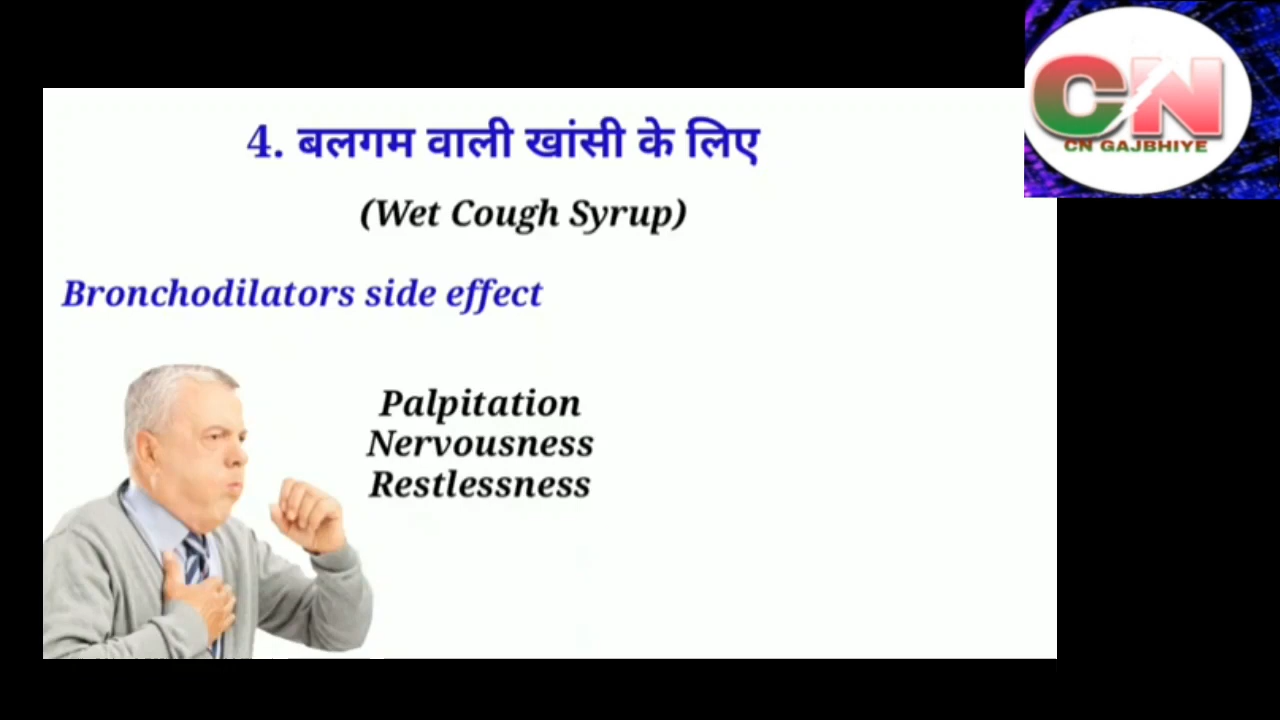 4. बलगम वाली खांसी के लिए
(Wet Cough Syrup)
Bronchodilators side effect
Palpitation
Nervousness
Restlessness
CN
CN GAJBHIYE